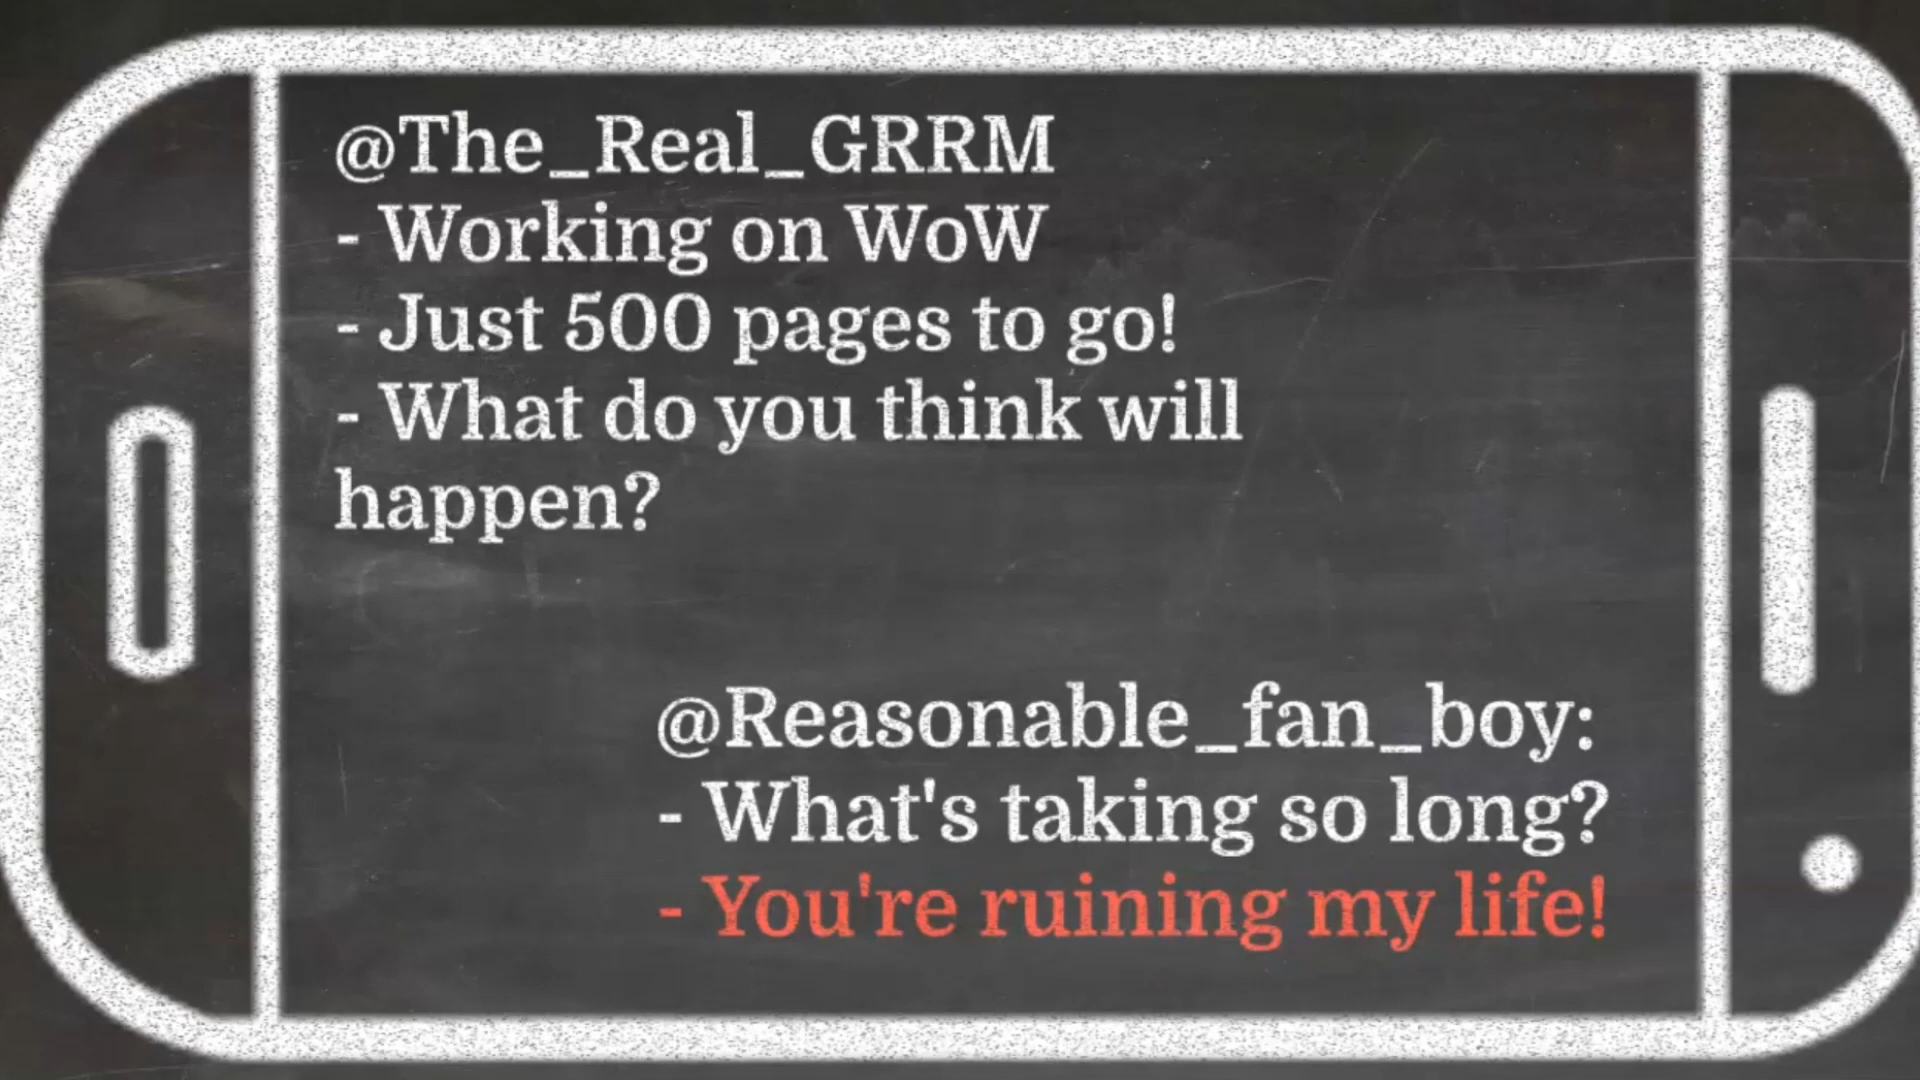 @The_Real_GRRM
- Working on WoW
- Just 500 pages to go!
- What do you think will
happen?
@Reasonable_fan_boy:
- What's taking so long?
- You're ruining my life!